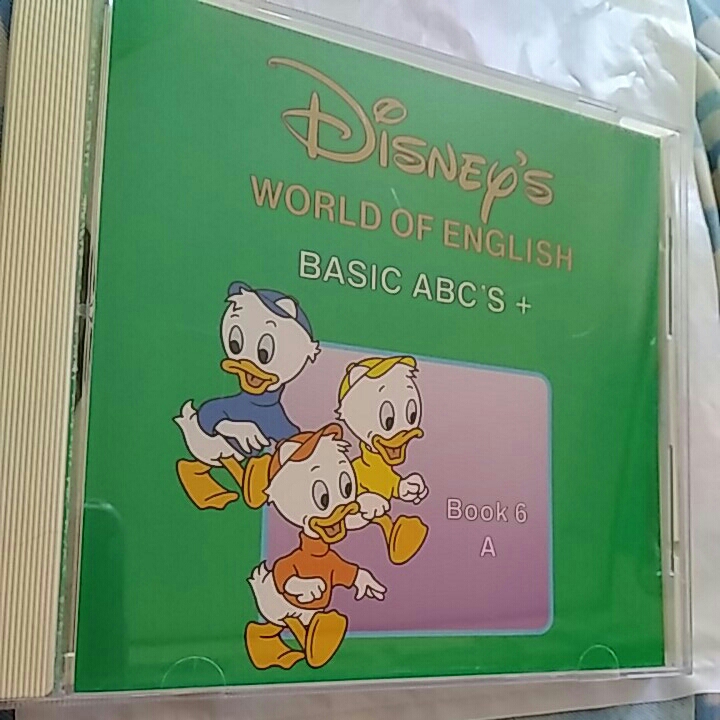 DISNEY'S
WORLD OF ENGLISH
BASIC ABC'S +
Book 6
A